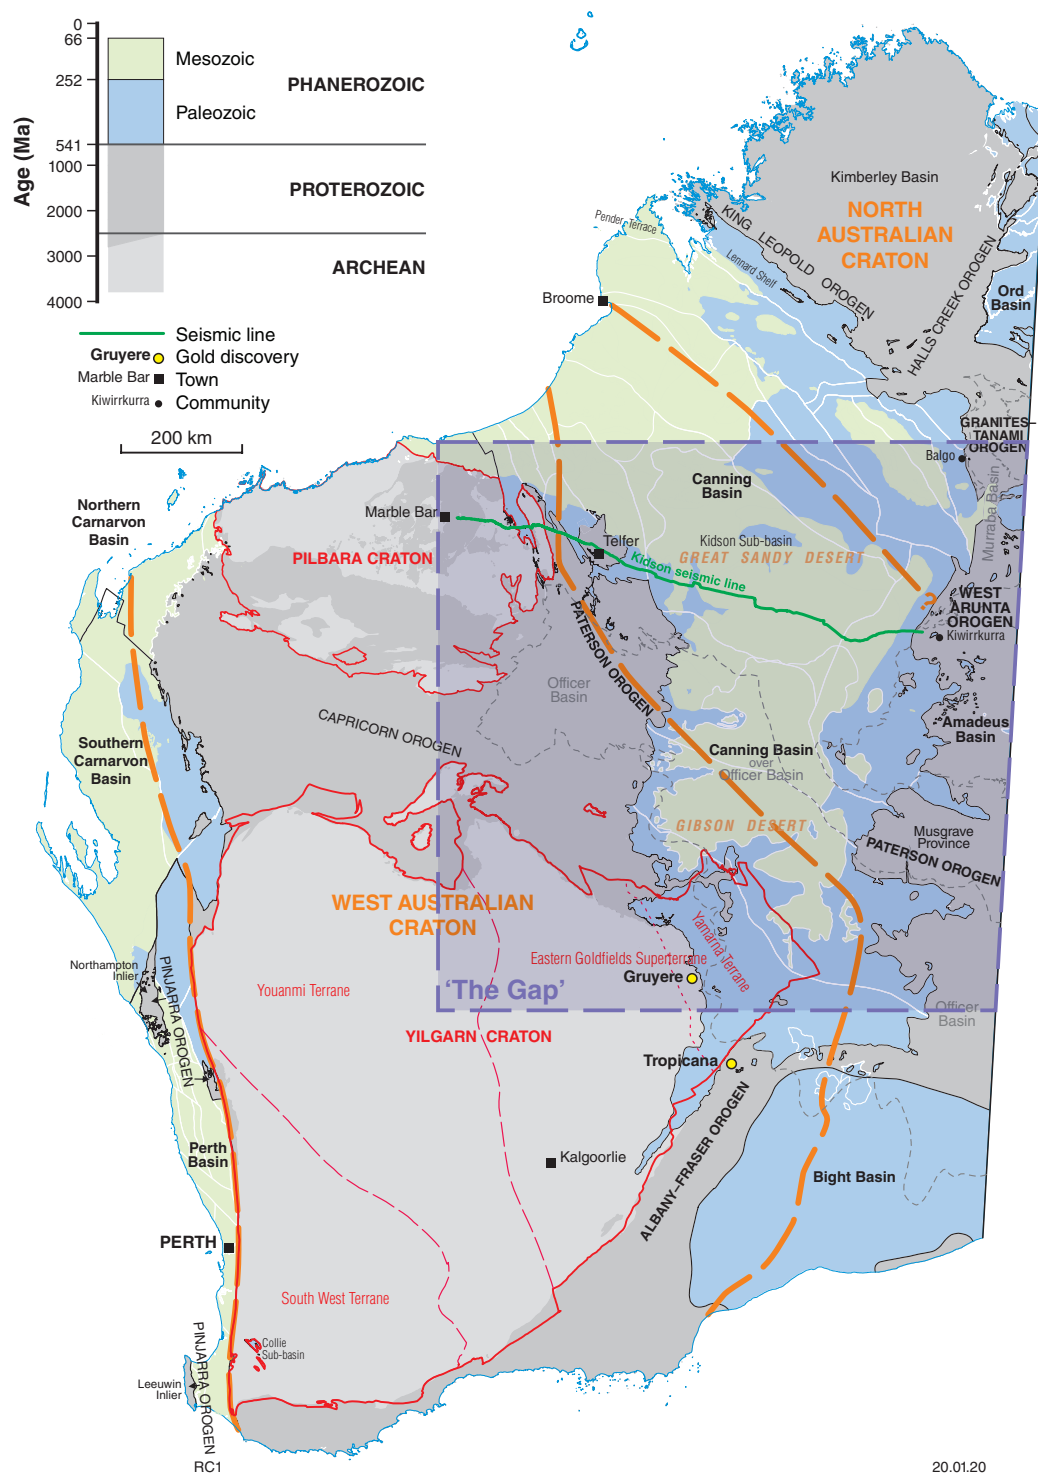 0
66
252
541
1000
2000
3000
4000
Age (Ma)
Mesozoic
Paleozoic
PHANEROZOIC
PROTEROZOIC
ARCHEAN
Seismic line
Gruyere Gold discovery
Marble Bar Town
Kiwirrkurra Community
200 km
Kimberley Basin
NORTH
AUSTRALIAN
CRATON
KING LEOPOLD OROGEN
HALLS CREEK OROGEN
Pender Terrace
Lennard Shelf
Ord
Basin
Broome
GRANITES-
TANAMI
OROGEN
Balgo
Murraba Basin
Canning
Basin
Northern
Carnarvon
Basin
Marble Bar
PILBARA CRATON
Telfer
Kidson Sub-basin
GREAT SANDY DESERT
Kidson seismic line
?
WEST
ARUNTA
OROGEN
Kiwirrkurra
PATERSON OROGEN
Officer
Basin
CAPRICORN OROGEN
Amadeus
Basin
Southern
Carnarvon
Basin
Canning Basin
over
Officer Basin
GIBSON DESERT
Musgrave
Province
PATERSON OROGEN
WEST AUSTRALIAN
CRATON
Yamarna Terrane
Eastern Goldfields Superterrane
Gruyere
'The Gap'
Northampton
Inlier
PINJARRA OROGEN
Youanmi Terrane
Officer
Basin
YILGARN CRATON
Tropicana
ALBANY–FRASER OROGEN
Perth
Basin
Kalgoorlie
Bight Basin
PERTH
South West Terrane
Collie
Sub-basin
PINJARRA OROGEN
Leeuwin
Inlier
RC1
20.01.20